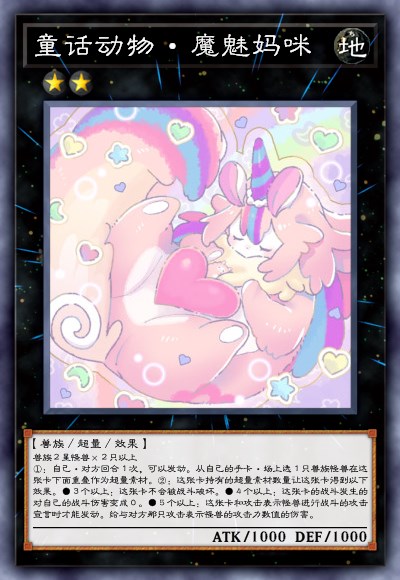 童话动物·魔魅妈咪 地
【兽族/超量/效果】
兽族2星怪兽×2只以上
①：自己·对方回合1次，可以发动。从自己的手卡·场上选1只兽族怪兽在这
张卡下面重叠作为超量素材。②：这张卡持有的超量素材数量让这张卡得到以下
效果。●3个以上：这张卡不会被战斗破坏。●4个以上：这张卡的战斗发生的
对自己的战斗伤害变成0。●5个以上：这张卡和攻击表示怪兽进行战斗的攻击
宣言时才能发动。给与对方那只攻击表示怪兽的攻击力数值的伤害。
ATK/1000 DEF/1000